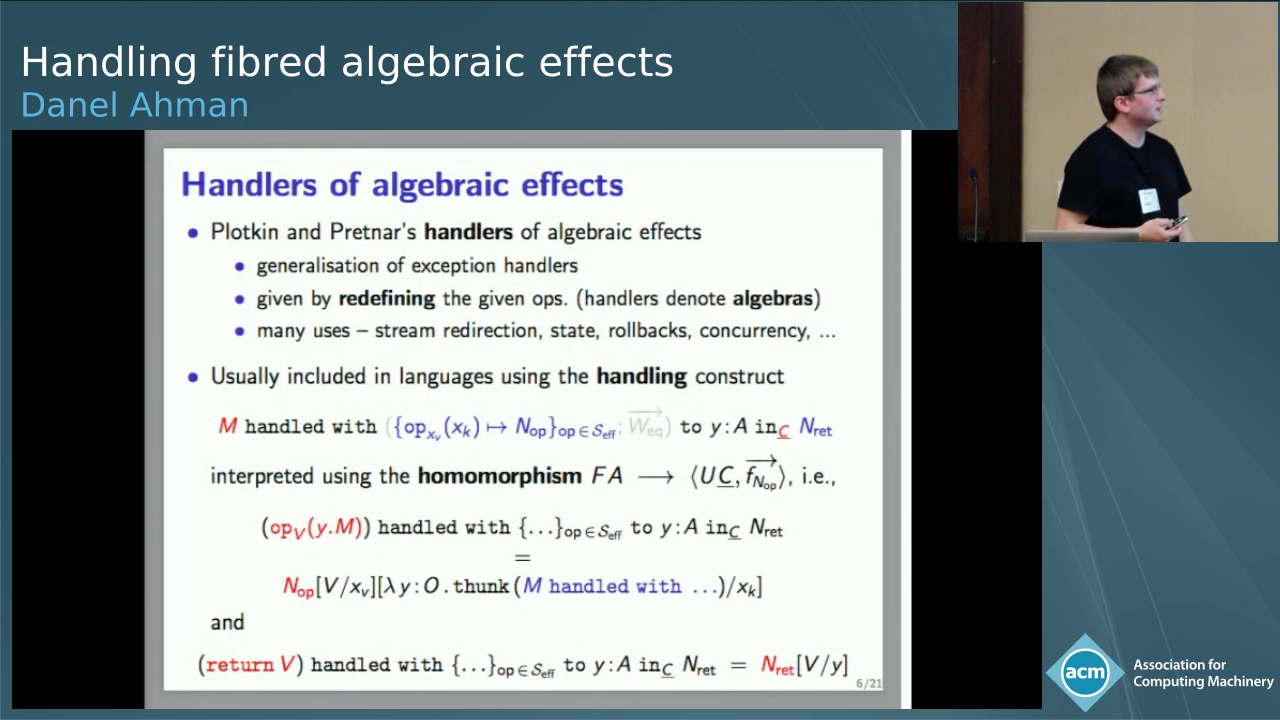 Handling fibred algebraic effects
Danel Ahman
Handlers of algebraic effects
• Plotkin and Pretnar's handlers of algebraic effects
• generalisation of exception handlers
• given by redefining the given ops. (handlers denote algebras)
• many uses – stream redirection, state, rollbacks, concurrency, ...
• Usually included in languages using the handling construct
M handled with ({op_{x_v}(x_k) ↦ N_op}_{op ∈ S_eff}; \overrightarrow{W_eq}) to y : A in_C N_ret
interpreted using the homomorphism FA ⟶ ⟨UC, \overrightarrow{f_{N_op}}⟩, i.e.,
(op_V(y.M)) handled with {...}_{op ∈ S_eff} to y : A in_C N_ret
=
N_op[V/x_v][λ y : O . thunk (M handled with ...)/x_k]
and
(return V) handled with {...}_{op ∈ S_eff} to y : A in_C N_ret = N_ret[V/y]
6/21
acm
Association for
Computing Machinery